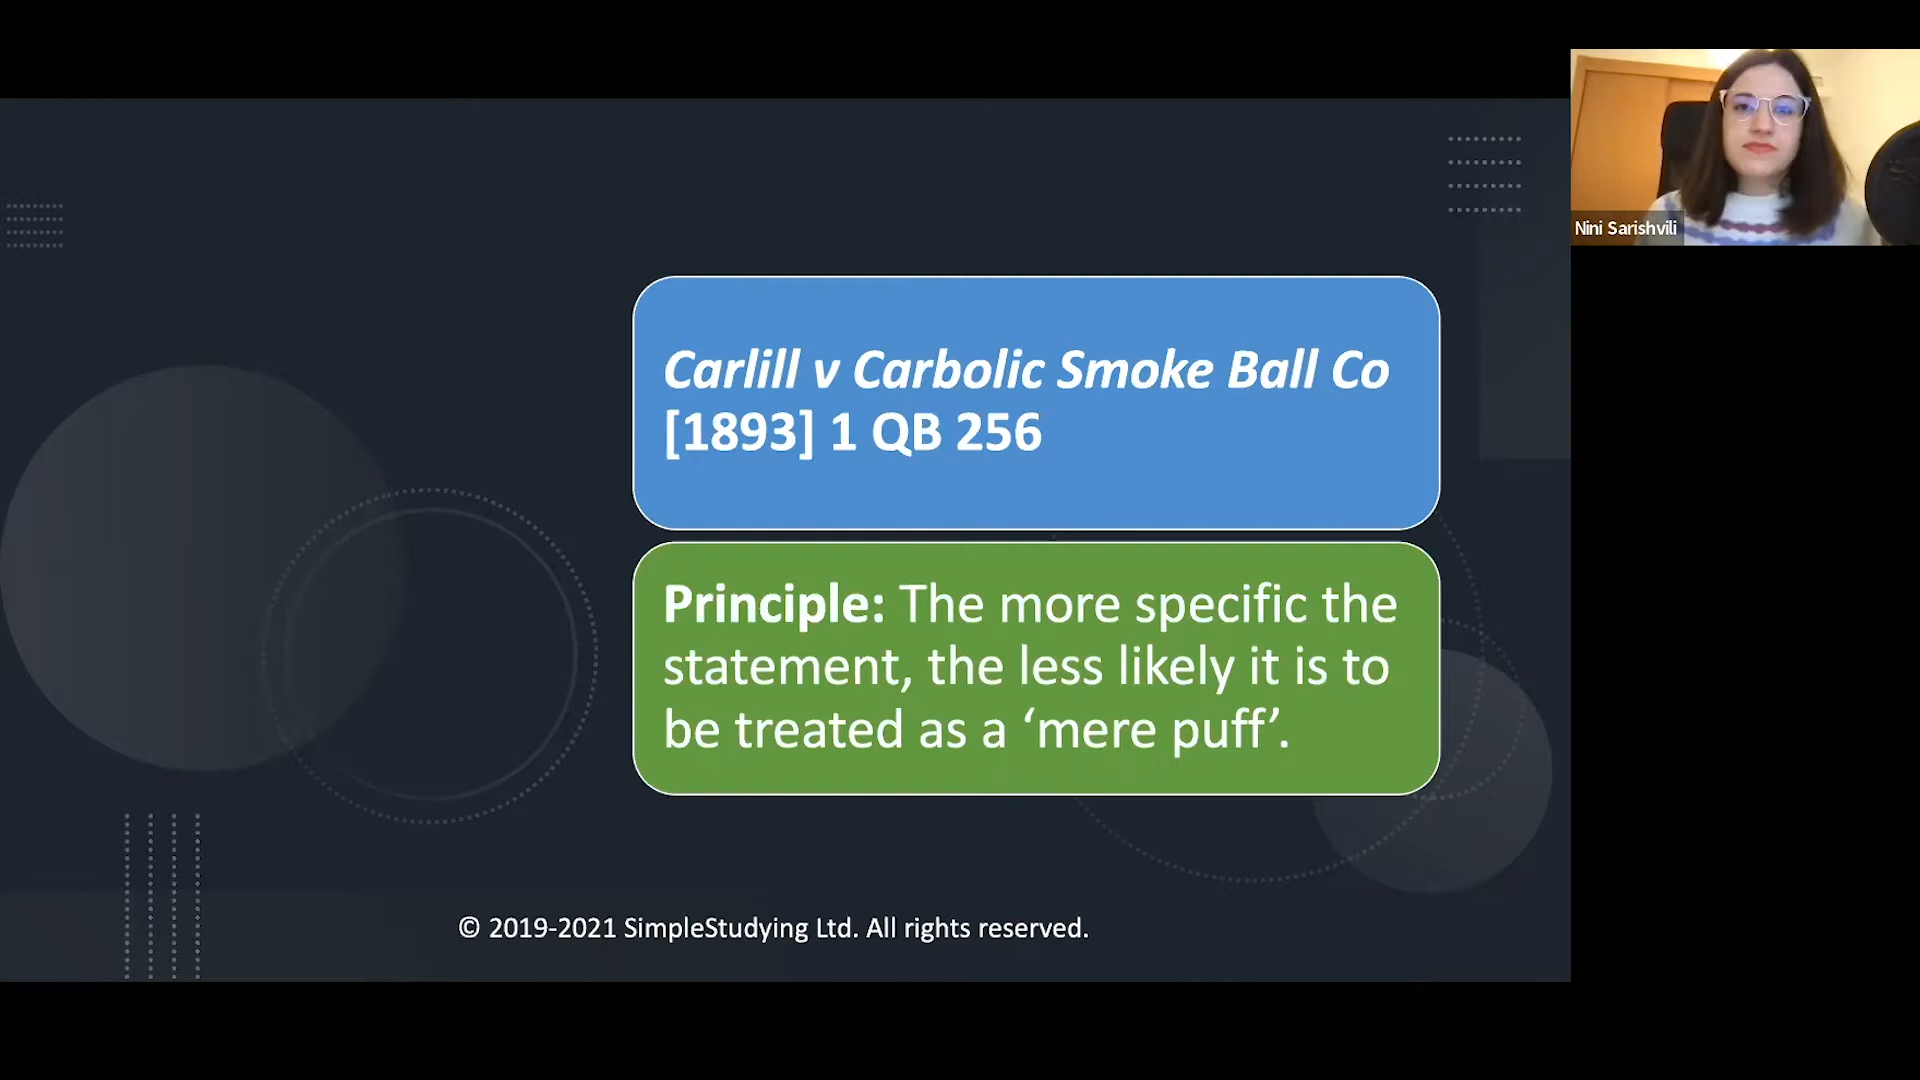 Carlill v Carbolic Smoke Ball Co
[1893] 1 QB 256
Principle: The more specific the
statement, the less likely it is to
be treated as a ‘mere puff’.
© 2019-2021 SimpleStudying Ltd. All rights reserved.
Nini Sarishvili